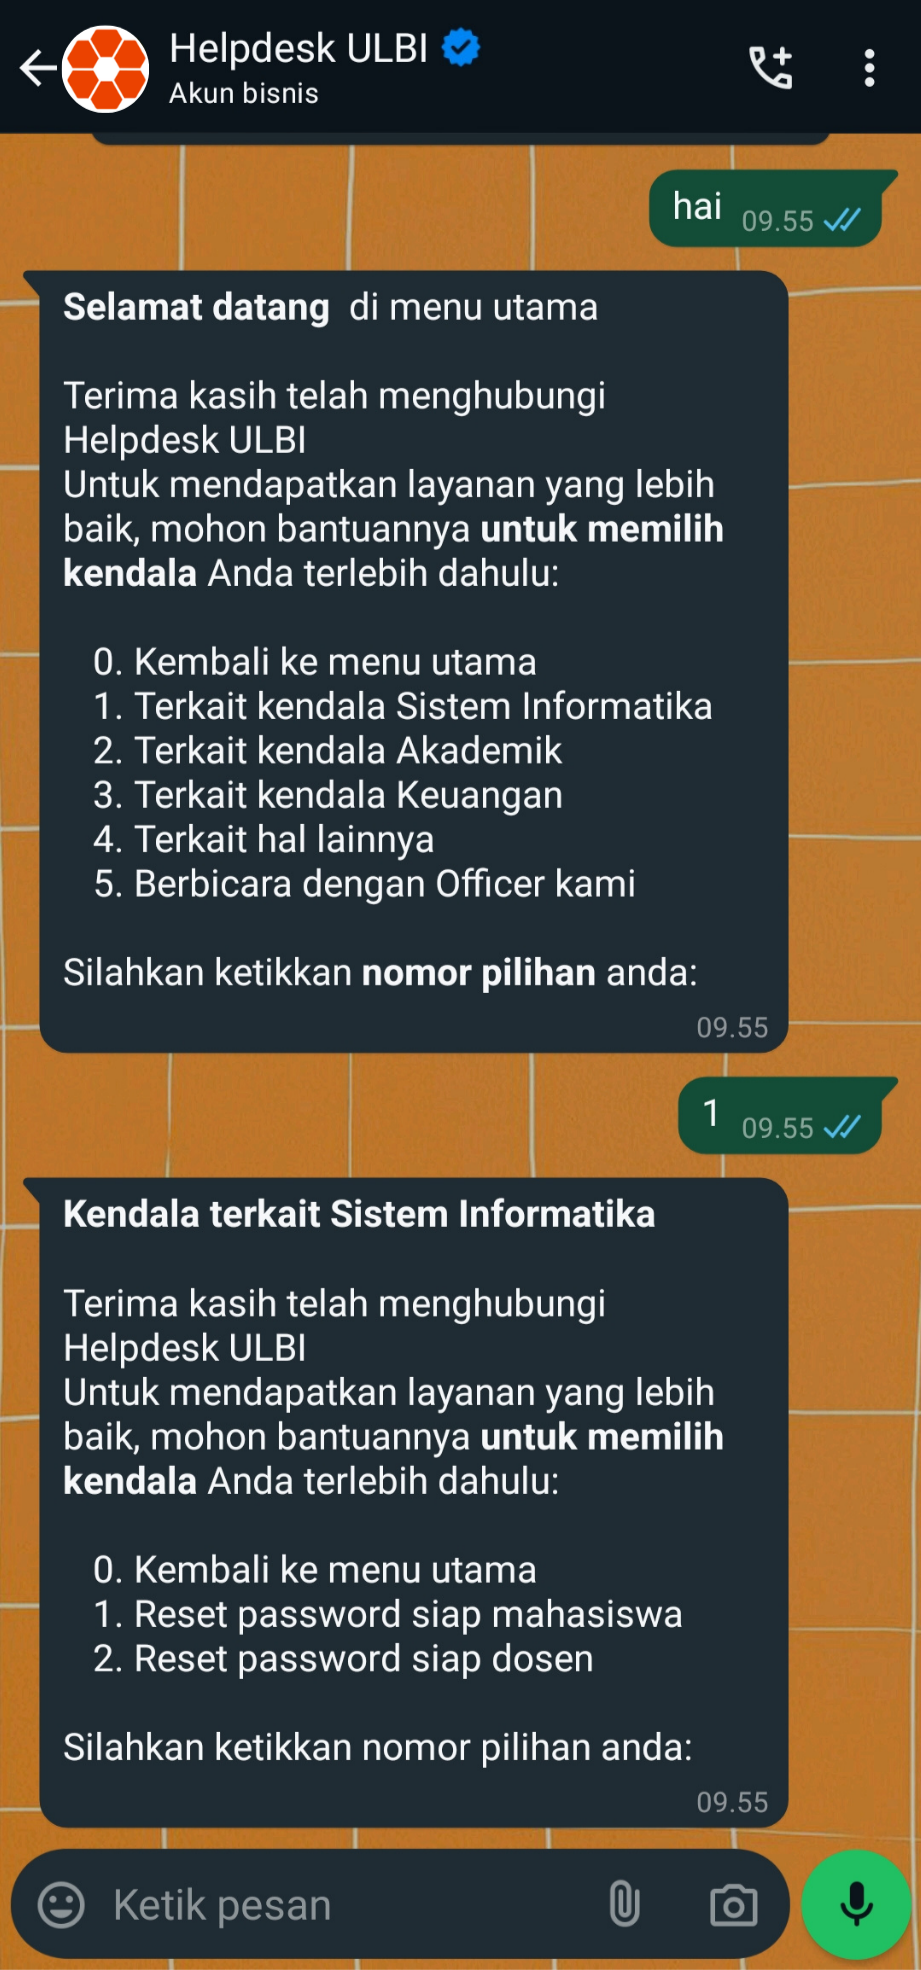 Helpdesk ULBI
Akun bisnis
hai 09.55
Selamat datang di menu utama
Terima kasih telah menghubungi
Helpdesk ULBI
Untuk mendapatkan layanan yang lebih
baik, mohon bantuannya untuk memilih
kendala Anda terlebih dahulu:
0. Kembali ke menu utama
1. Terkait kendala Sistem Informatika
2. Terkait kendala Akademik
3. Terkait kendala Keuangan
4. Terkait hal lainnya
5. Berbicara dengan Officer kami
Silahkan ketikkan nomor pilihan anda:
09.55
1 09.55
Kendala terkait Sistem Informatika
Terima kasih telah menghubungi
Helpdesk ULBI
Untuk mendapatkan layanan yang lebih
baik, mohon bantuannya untuk memilih
kendala Anda terlebih dahulu:
0. Kembali ke menu utama
1. Reset password siap mahasiswa
2. Reset password siap dosen
Silahkan ketikkan nomor pilihan anda:
09.55
Ketik pesan